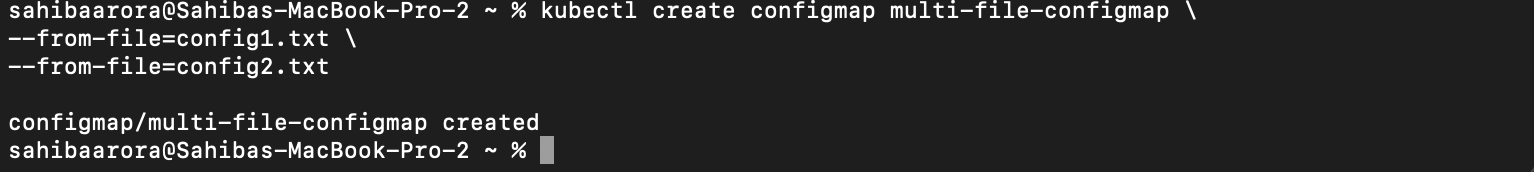 sahibaarora@Sahibas-MacBook-Pro-2 ~ % kubectl create configmap multi-file-configmap \
--from-file=config1.txt \
--from-file=config2.txt
configmap/multi-file-configmap created
sahibaarora@Sahibas-MacBook-Pro-2 ~ %